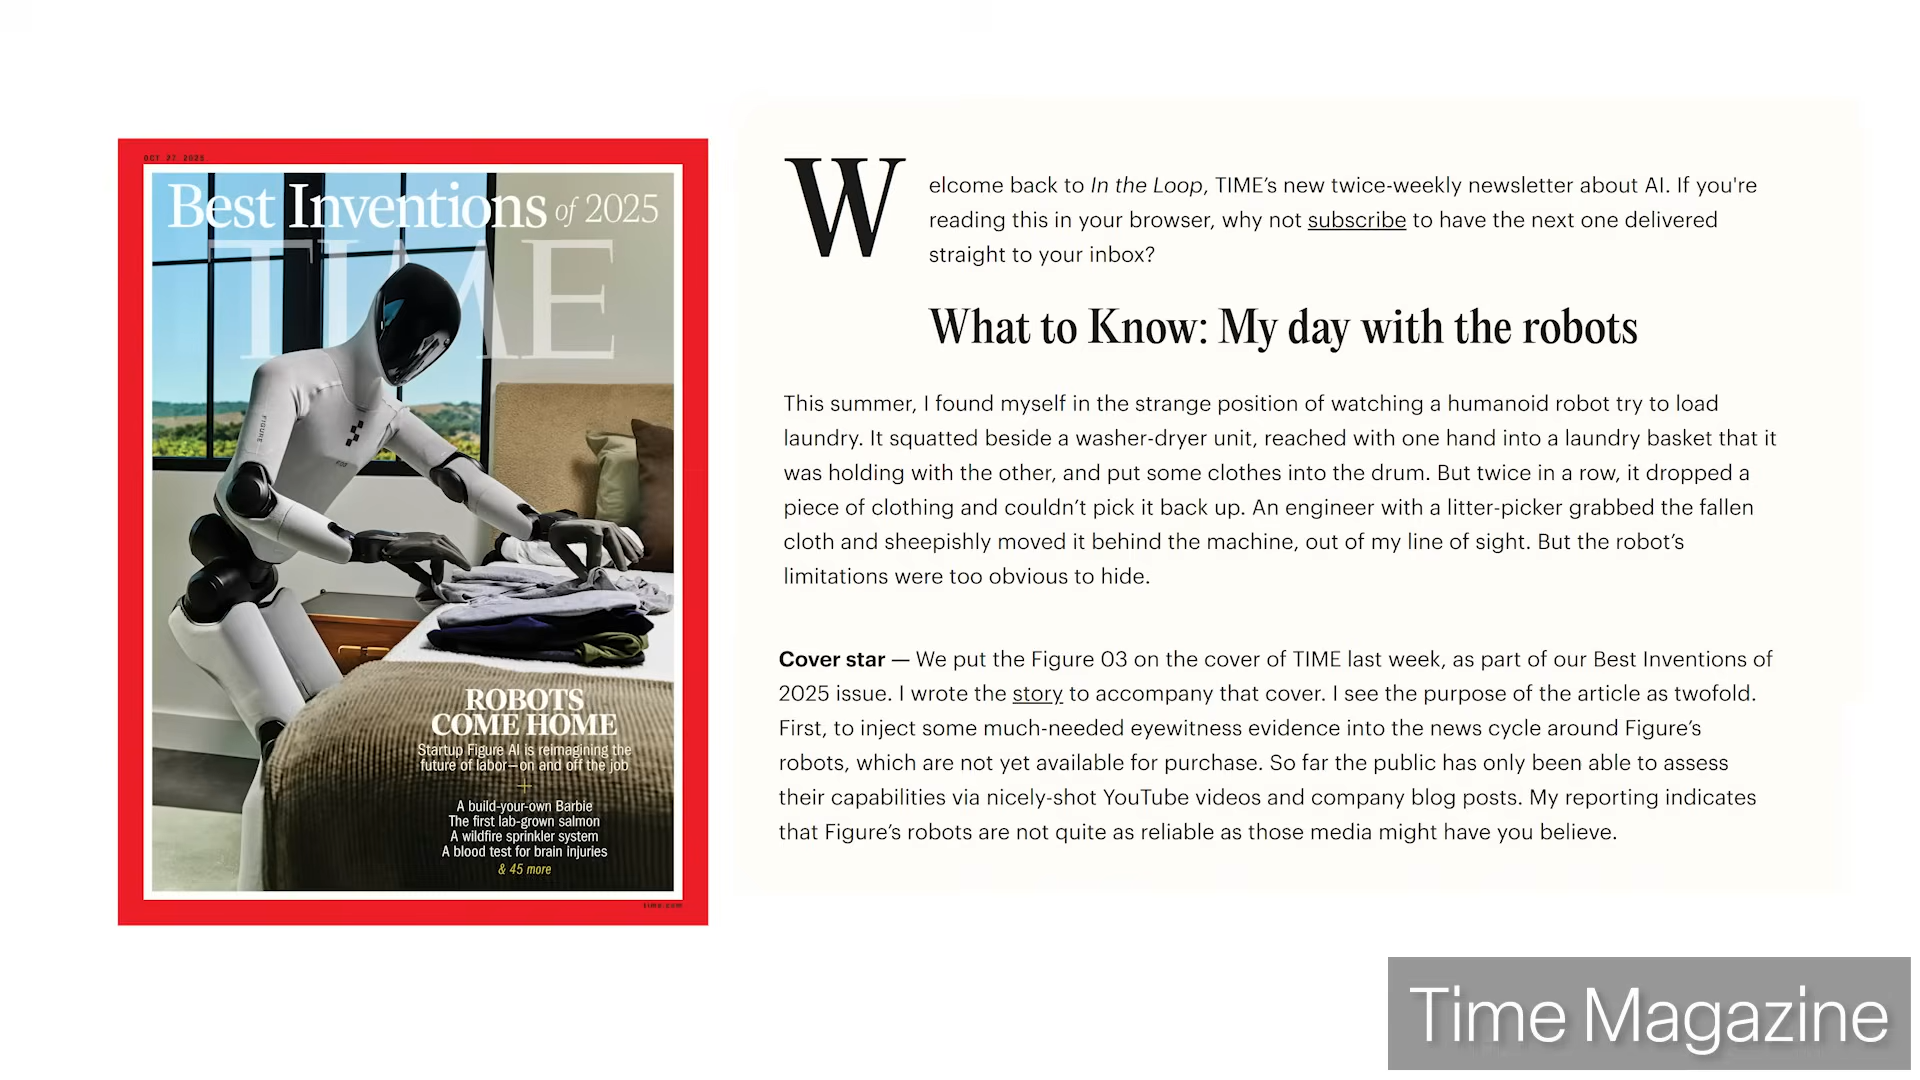 OCT. 27, 2025
Best Inventions of 2025
TIME
FIGURE
ROBOTS
COME HOME
Startup Figure AI is reimagining the
future of labor—on and off the job
A build-your-own Barbie
The first lab-grown salmon
A wildfire sprinkler system
A blood test for brain injuries
& 45 more
time.com
Welcome back to In the Loop, TIME’s new twice-weekly newsletter about AI. If you're
reading this in your browser, why not subscribe to have the next one delivered
straight to your inbox?
What to Know: My day with the robots
This summer, I found myself in the strange position of watching a humanoid robot try to load
laundry. It squatted beside a washer-dryer unit, reached with one hand into a laundry basket that it
was holding with the other, and put some clothes into the drum. But twice in a row, it dropped a
piece of clothing and couldn’t pick it back up. An engineer with a litter-picker grabbed the fallen
cloth and sheepishly moved it behind the machine, out of my line of sight. But the robot’s
limitations were too obvious to hide.
Cover star — We put the Figure 03 on the cover of TIME last week, as part of our Best Inventions of
2025 issue. I wrote the story to accompany that cover. I see the purpose of the article as twofold.
First, to inject some much-needed eyewitness evidence into the news cycle around Figure’s
robots, which are not yet available for purchase. So far the public has only been able to assess
their capabilities via nicely-shot YouTube videos and company blog posts. My reporting indicates
that Figure’s robots are not quite as reliable as those media might have you believe.
Time Magazine